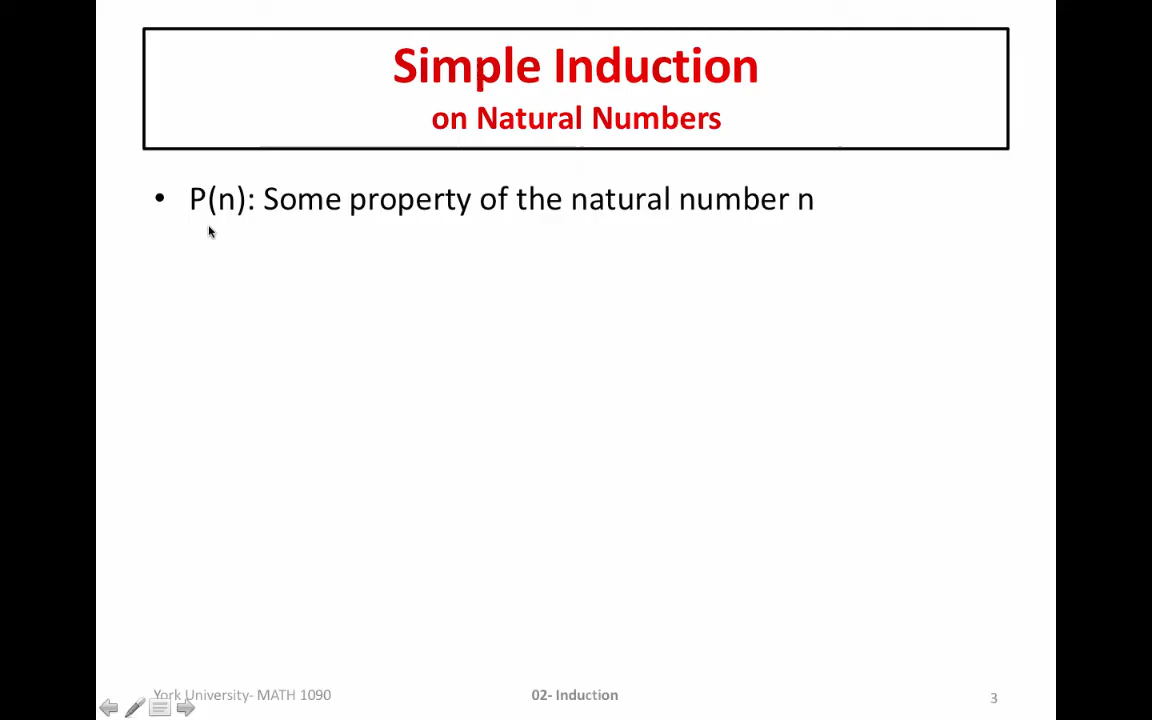 Simple Induction
on Natural Numbers
• P(n): Some property of the natural number n
York University- MATH 1090
02- Induction
3